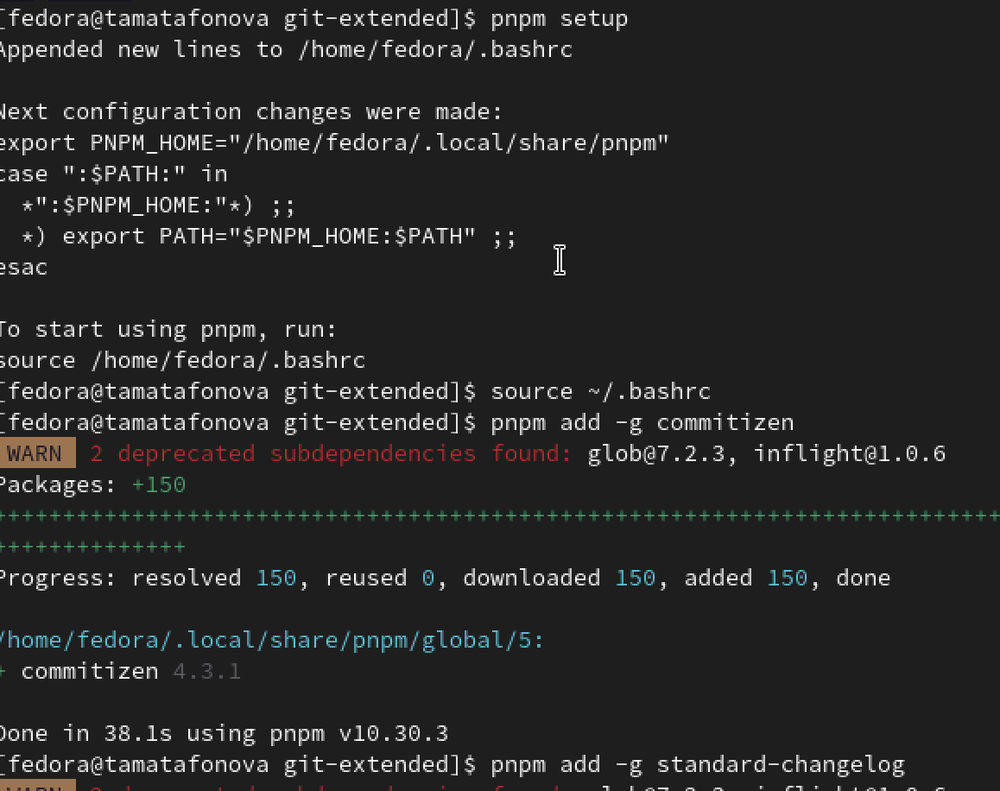 [fedora@tamatafonova git-extended]$ pnpm setup
Appended new lines to /home/fedora/.bashrc
Next configuration changes were made:
export PNPM_HOME="/home/fedora/.local/share/pnpm"
case ":$PATH:" in
  *":$PNPM_HOME:"*) ;;
  *) export PATH="$PNPM_HOME:$PATH" ;;
esac
To start using pnpm, run:
source /home/fedora/.bashrc
[fedora@tamatafonova git-extended]$ source ~/.bashrc
[fedora@tamatafonova git-extended]$ pnpm add -g commitizen
WARN 2 deprecated subdependencies found: glob@7.2.3, inflight@1.0.6
Packages: +150
+++++++++++++++++++++++++++++++++++++++++++++++++++++++++++++++++++++++++
++++++++++++++
Progress: resolved 150, reused 0, downloaded 150, added 150, done
/home/fedora/.local/share/pnpm/global/5:
+ commitizen 4.3.1
Done in 38.1s using pnpm v10.30.3
[fedora@tamatafonova git-extended]$ pnpm add -g standard-changelog